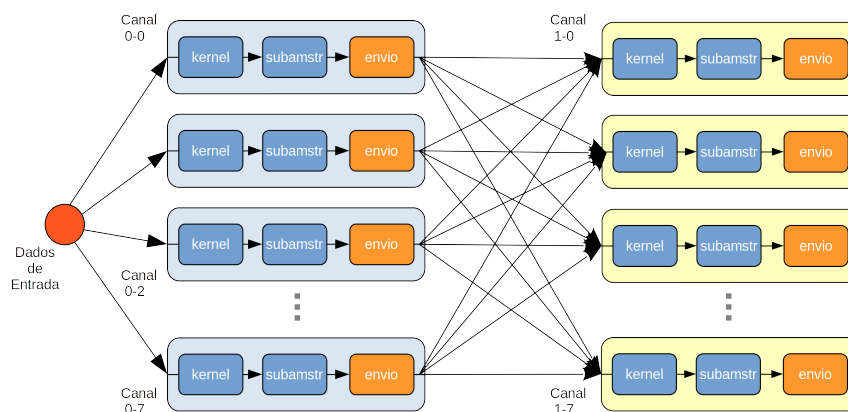 Canal
0-0
kernel
subamstr
envio
Canal
1-0
kernel
subamstr
envio
kernel
subamstr
envio
kernel
subamstr
envio
kernel
subamstr
envio
kernel
subamstr
envio
Dados
de
Entrada
Canal
0-2
kernel
subamstr
envio
kernel
subamstr
envio
Canal
0-7
Canal
1-7